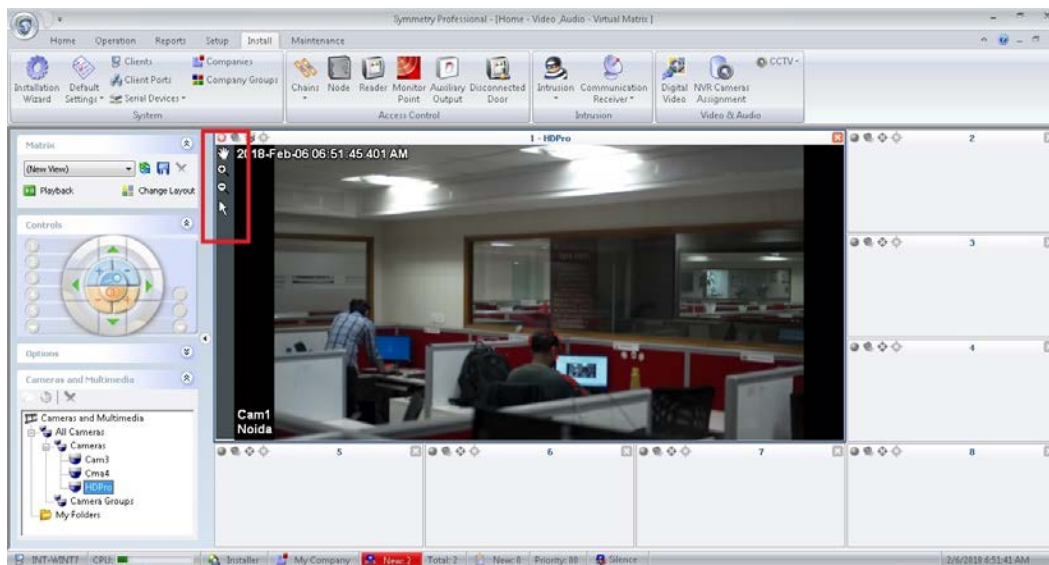 Symmetry Professional - [Home - Video ,Audio - Virtual Matrix ]
Home Operation Reports Setup Install Maintenance
Installation Wizard
Default Settings
Clients
Client Ports
Serial Devices
Companies
Company Groups
System
Chains Node Reader Monitor Point Auxiliary Output Disconnected Door
Access Control
Intrusion Communication Receiver
Intrusion
Digital Video NVR Cameras Assignment CCTV
Video & Audio
Matrix
(New View)
Playback Change Layout
Controls
Options
Cameras and Multimedia
Cameras and Multimedia
All Cameras
Cameras
Cam3
Cma4
HDPro
Camera Groups
My Folders
1 - HDPro
2018-Feb-06 06:51:45.401 AM
Cam1
Noida
2
3
4
5 6 7 8
INT-WINT7 CPU: Installer My Company New: 2 Total: 2 New: 0 Priority: 80 Silence 2/6/2018 6:51:41 AM